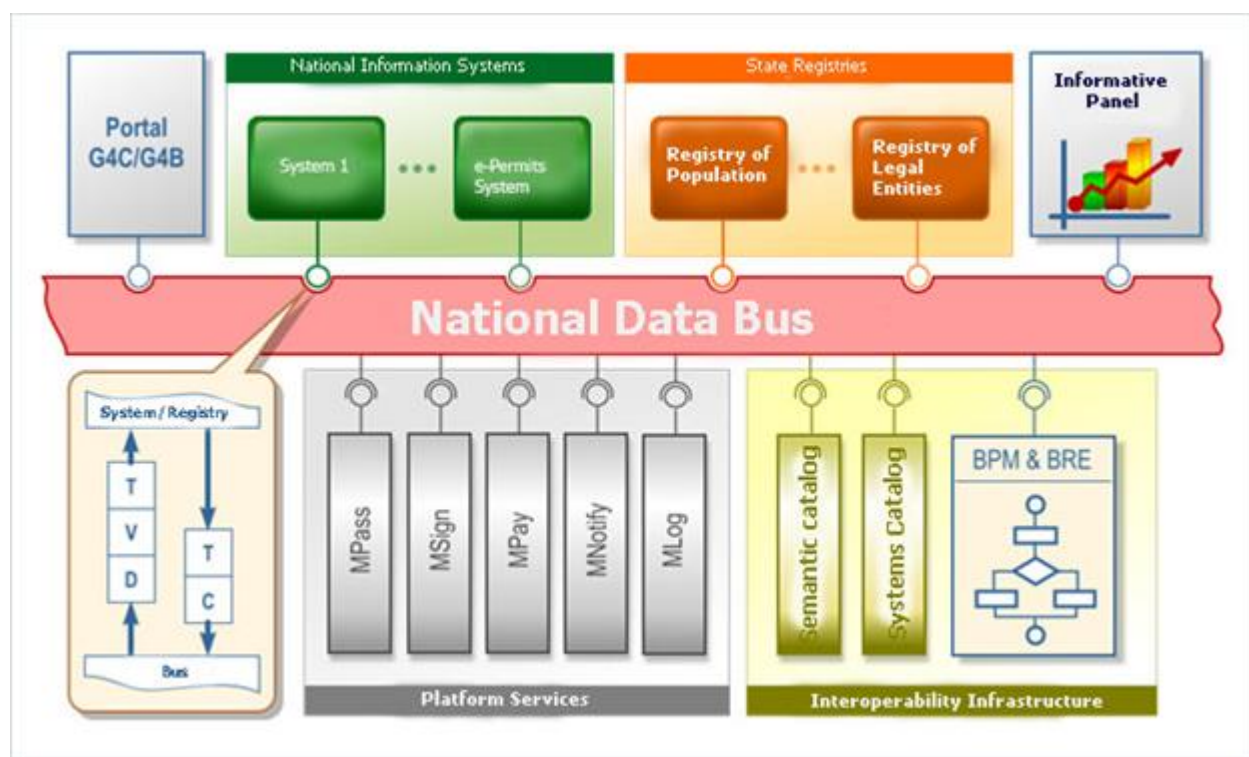 Portal
G4C/G4B
National Information Systems
System 1
e-Permits
System
State Registries
Registry of
Population
Registry of
Legal
Entities
Informative
Panel
National Data Bus
System/Registry
T
V
D
T
C
Bus
MPass
MSign
MPay
MNotify
MLog
Platform Services
Semantic catalog
Systems Catalog
BPM & BRE
Interoperability Infrastructure